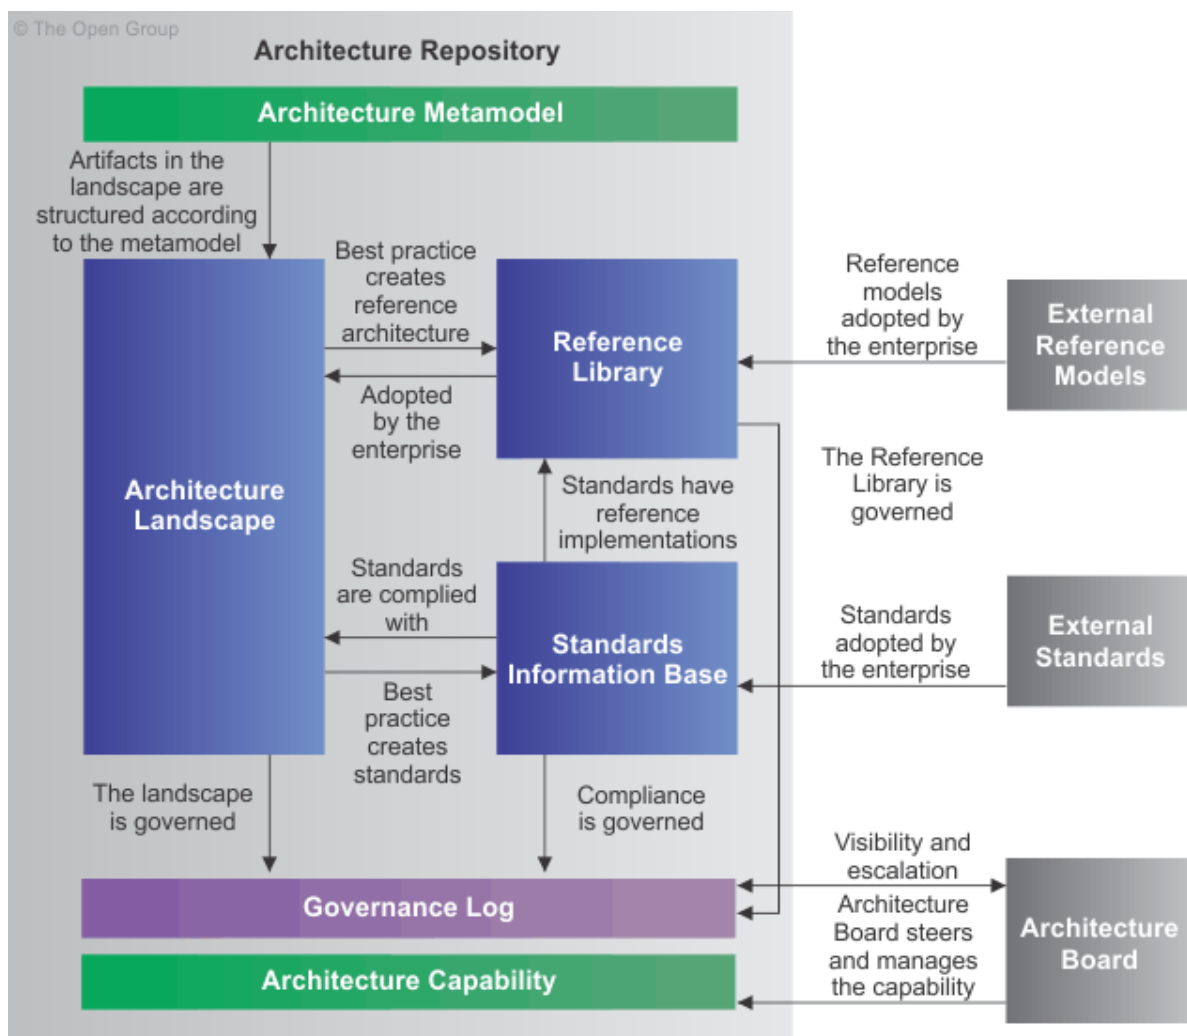 © The Open Group
Architecture Repository
Architecture Metamodel
Artifacts in the
landscape are
structured according
to the metamodel
Best practice
creates
reference
architecture
Reference
Library
Reference
models
adopted by
the enterprise
External
Reference
Models
Adopted
by the
enterprise
The Reference
Library is
governed
Architecture
Landscape
Standards have
reference
implementations
Standards
are complied
with
Standards
Information Base
Standards
adopted by
the enterprise
External
Standards
Best
practice
creates
standards
The landscape
is governed
Compliance
is governed
Visibility and
escalation
Governance Log
Architecture
Board steers
and manages
the capability
Architecture
Board
Architecture Capability